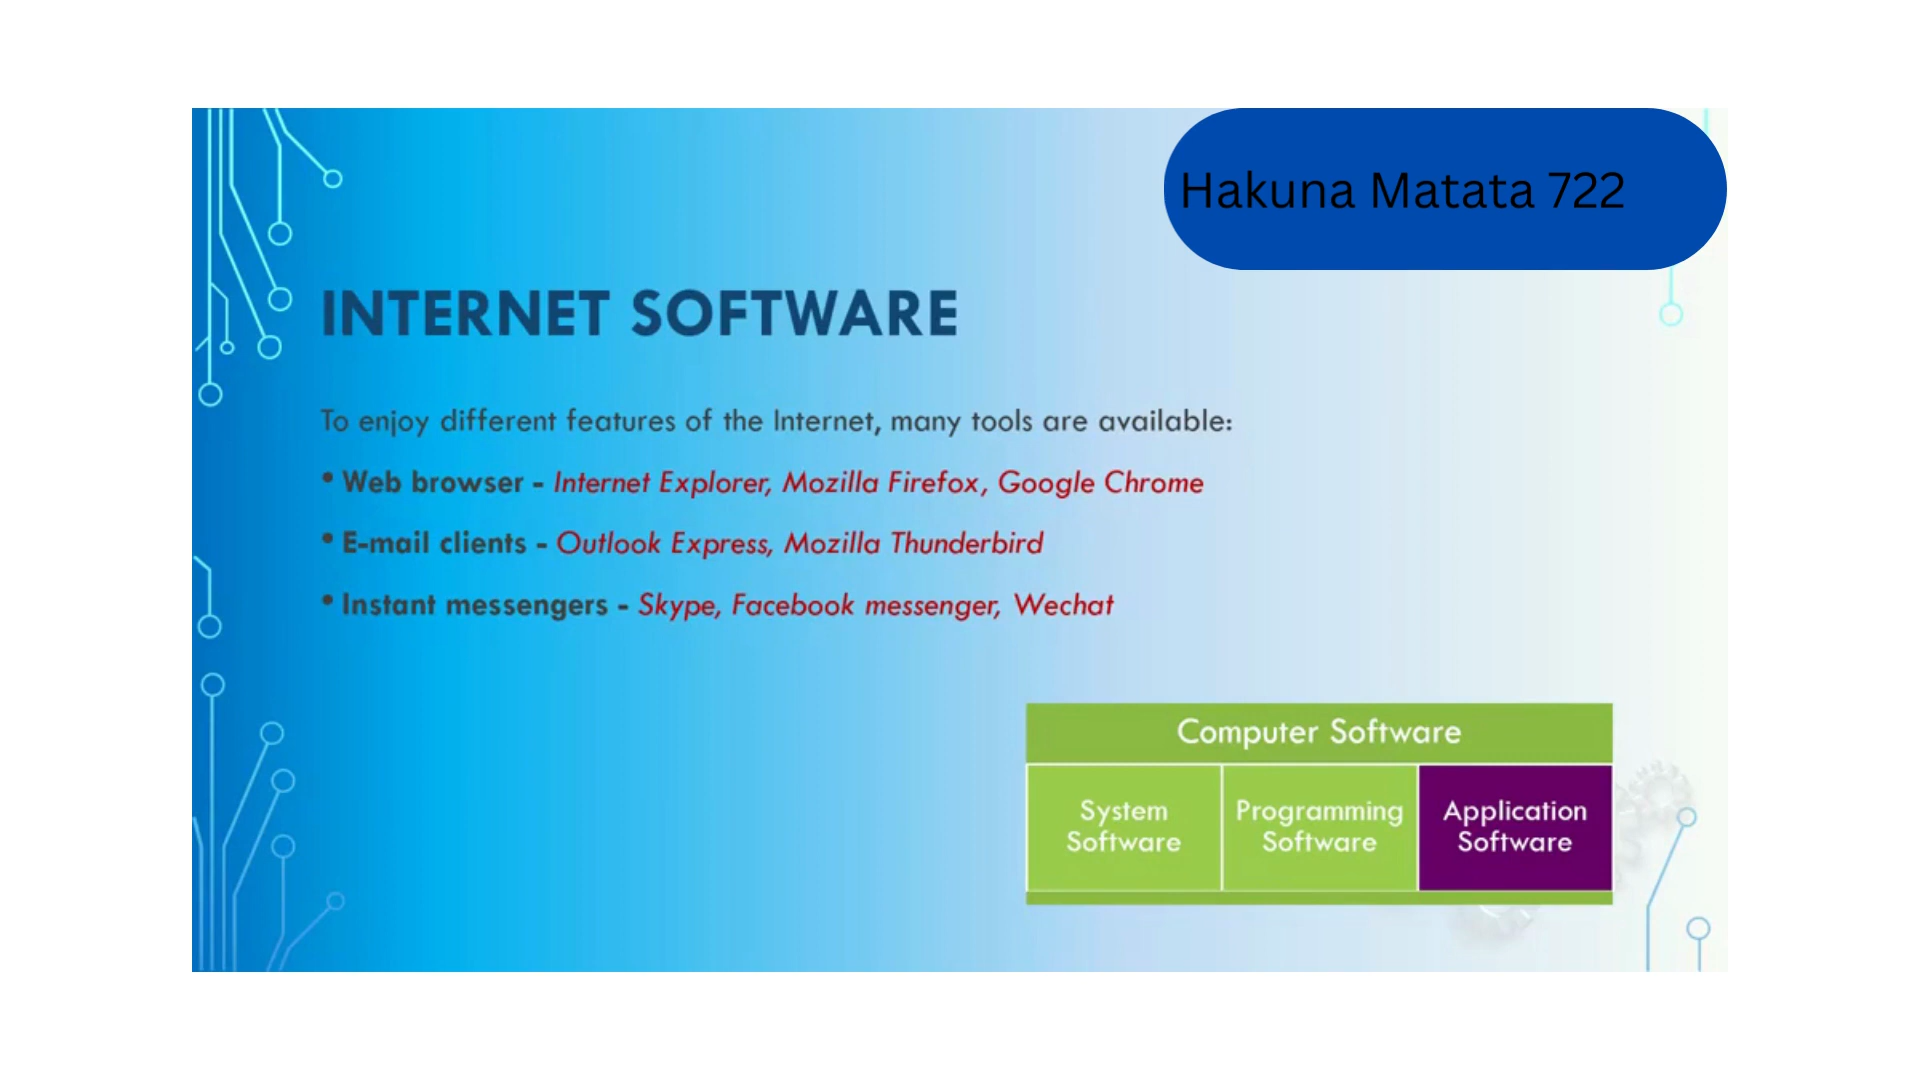 Hakuna Matata 722
INTERNET SOFTWARE
To enjoy different features of the Internet, many tools are available:
• Web browser - Internet Explorer, Mozilla Firefox, Google Chrome
• E-mail clients - Outlook Express, Mozilla Thunderbird
• Instant messengers - Skype, Facebook messenger, Wechat
Computer Software
System
Software
Programming
Software
Application
Software